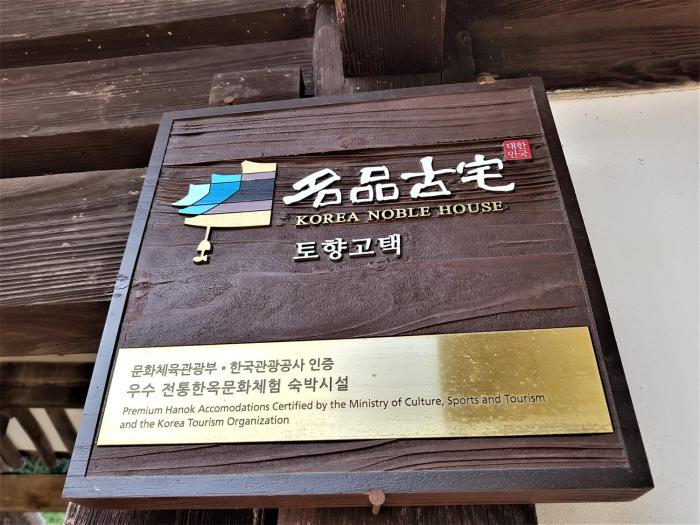 名品古宅
대한
민국
KOREA NOBLE HOUSE
토향고택
문화체육관광부 ▪ 한국관광공사 인증
우수 전통한옥문화체험 숙박시설
Premium Hanok Accomodations Certified by the Ministry of Culture, Sports and Tourism
and the Korea Tourism Organization